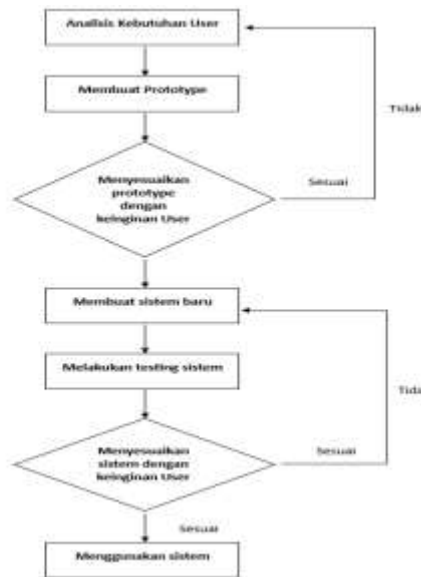 Analisis Kebutuhan User
Membuat Prototype
Tidak
Menyesuaikan
prototype
dengan
keinginan User
Sesuai
Membuat sistem baru
Melakukan testing sistem
Tida
Menyesuaikan
sistem dengan
keinginan User
Sesuai
Sesuai
Menggunakan sistem